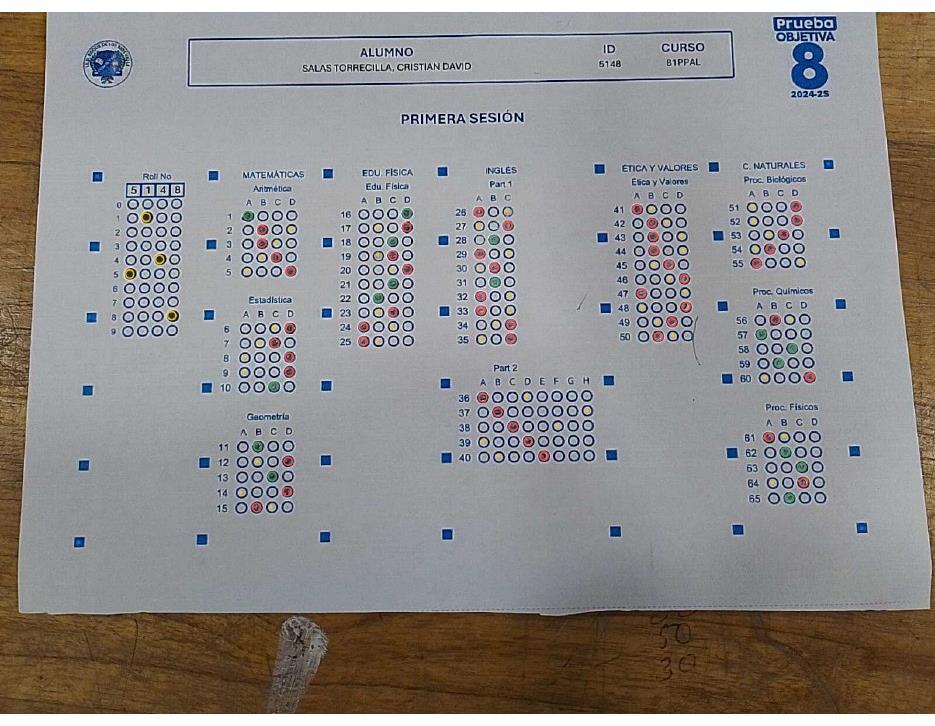 Prueba
OBJETIVA
8
2024-25
ALUMNO
SALAS TORRECILLA, CRISTIAN DAVID
ID
5148
CURSO
81PPAL
PRIMERA SESIÓN
Roll No
5 1 4 8
0
1
2
3
4
5
6
7
8
9
MATEMÁTICAS
Aritmética
A B C D
1
2
3
4
5
Estadística
A B C D
6
7
8
9
10
Geometría
A B C D
11
12
13
14
15
EDU. FÍSICA
Edu. Física
A B C D
16
17
18
19
20
21
22
23
24
25
INGLÉS
Part 1
A B C
26
27
28
29
30
31
32
33
34
35
Part 2
A B C D E F G H
36
37
38
39
40
ÉTICA Y VALORES
Ética y Valores
A B C D
41
42
43
44
45
46
47
48
49
50
C. NATURALES
Proc. Biológicos
A B C D
51
52
53
54
55
Proc. Químicos
A B C D
56
57
58
59
60
Proc. Físicos
A B C D
61
62
63
64
65
50
30